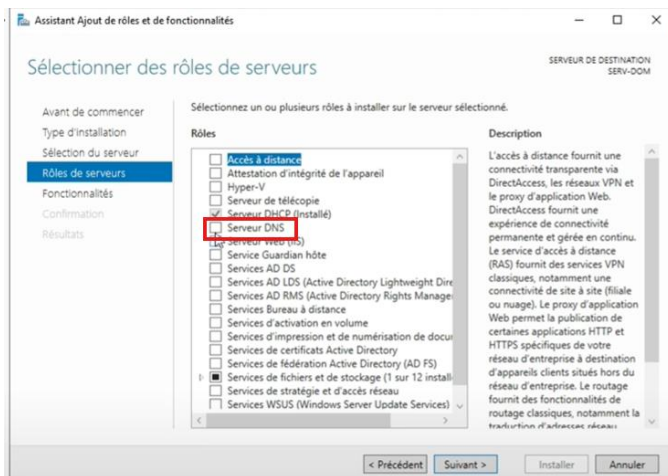 Assistant Ajout de rôles et de fonctionnalités
Sélectionner des rôles de serveurs
SERVEUR DE DESTINATION
SERV-DOM
Avant de commencer
Type d'installation
Sélection du serveur
Rôles de serveurs
Fonctionnalités
Confirmation
Résultats
Sélectionnez un ou plusieurs rôles à installer sur le serveur sélectionné.
Rôles
Accès à distance
Attestation d'intégrité de l'appareil
Hyper-V
Serveur de télécopie
Serveur DHCP (Installé)
Serveur DNS
Serveur Web (IIS)
Service Guardian hôte
Services AD DS
Services AD LDS (Active Directory Lightweight Dire
Services AD RMS (Active Directory Rights Manage
Services Bureau à distance
Services d'activation en volume
Services d'impression et de numérisation de docu
Services de certificats Active Directory
Services de fédération Active Directory (AD FS)
Services de fichiers et de stockage (1 sur 12 install
Services de stratégie et d'accès réseau
Services WSUS (Windows Server Update Services)
Description
L'accès à distance fournit une
connectivité transparente via
DirectAccess, les réseaux VPN et
le proxy d'application Web.
DirectAccess fournit une
expérience de connectivité
permanente et gérée en continu.
Le service d'accès à distance
(RAS) fournit des services VPN
classiques, notamment une
connectivité de site à site (filiale
ou nuage). Le proxy d'application
Web permet la publication de
certaines applications HTTP et
HTTPS spécifiques de votre
réseau d'entreprise à destination
d'appareils clients situés hors du
réseau d'entreprise. Le routage
fournit des fonctionnalités de
routage classiques, notamment la
traduction d'adresses réseau
< Précédent
Suivant >
Installer
Annuler